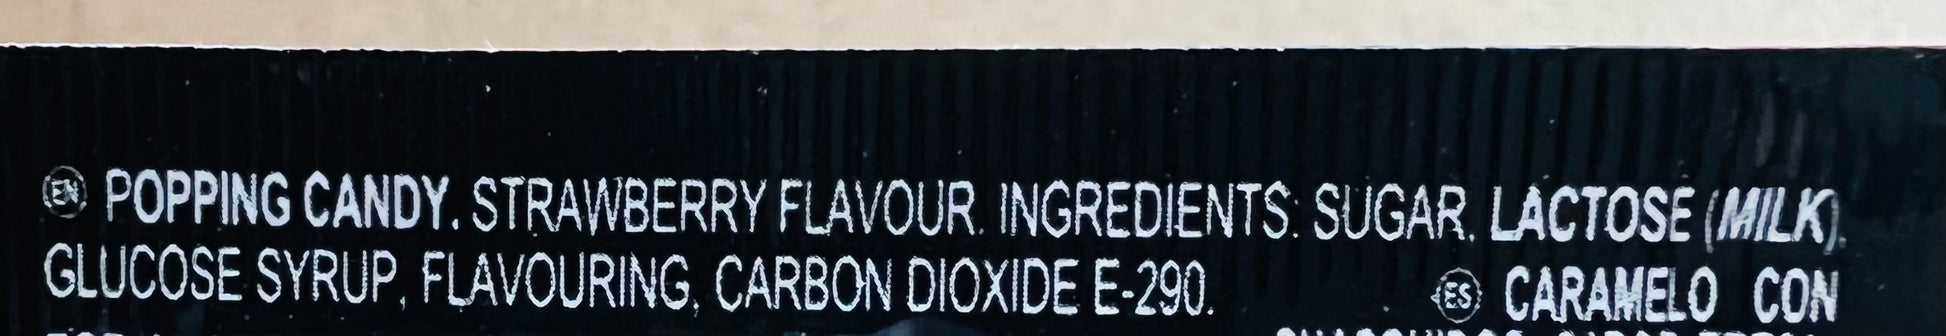 EN POPPING CANDY. STRAWBERRY FLAVOUR. INGREDIENTS: SUGAR, LACTOSE (MILK),
GLUCOSE SYRUP, FLAVOURING, CARBON DIOXIDE E-290. ES CARAMELO CON